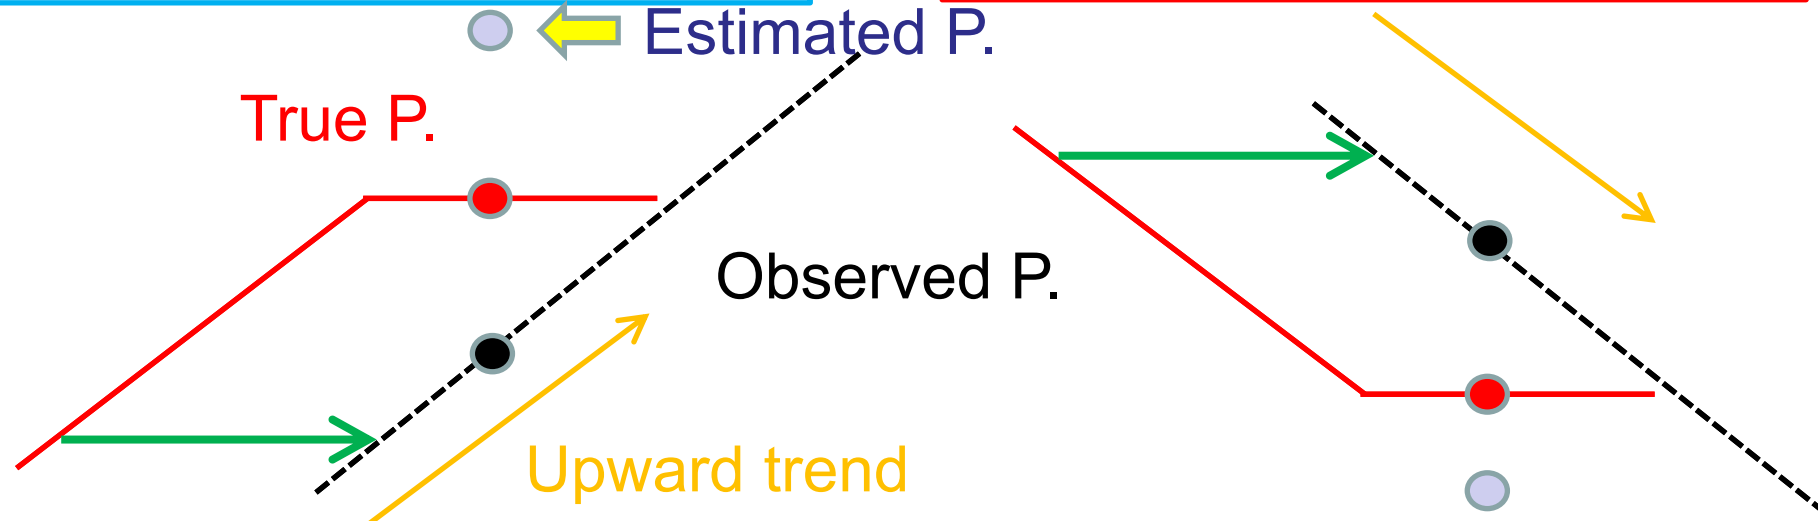 Estimated P.
True P.
Observed P.
Upward trend